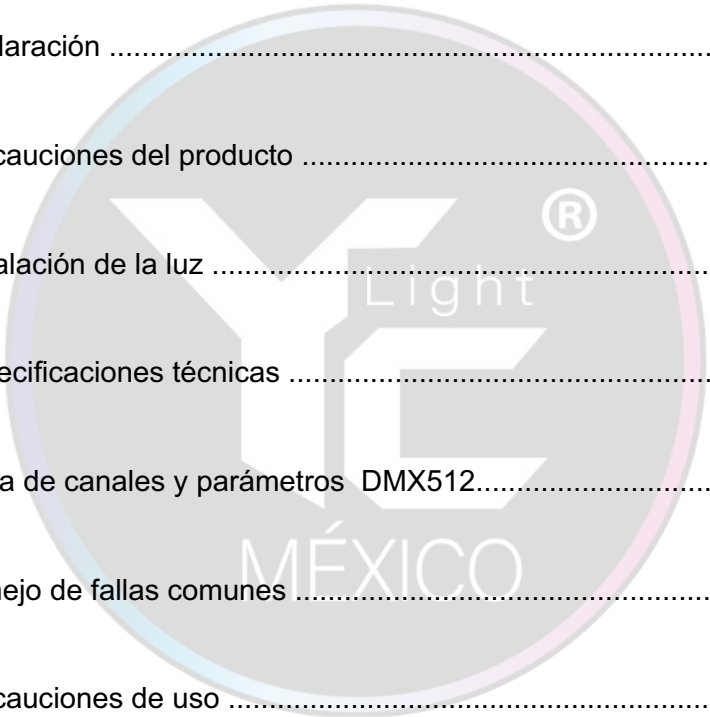 laración ..........................................................................
cauciones del producto ..................................................
®
alación de la luz .............................................................
Light
YC
ecificaciones técnicas ....................................................
a de canales y parámetros DMX512.............................
MÉXICO
nejo de fallas comunes ...................................................
cauciones de uso ...........................................................